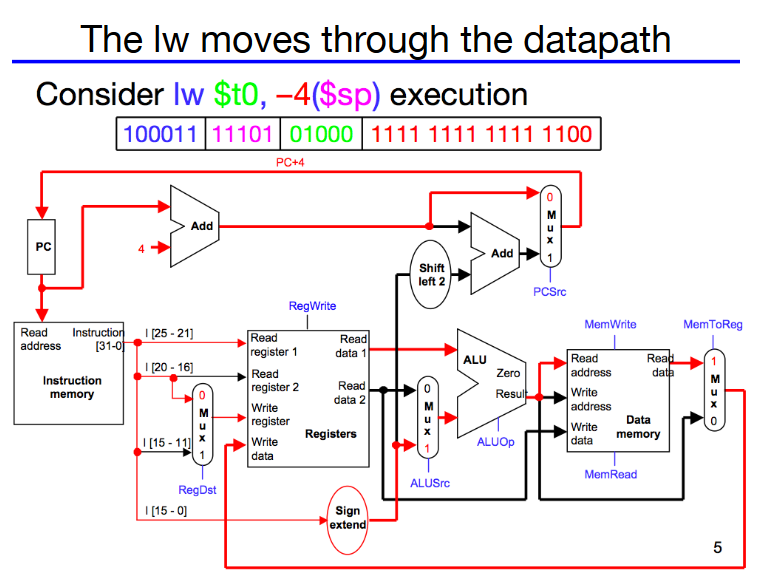 The lw moves through the datapath
Consider lw $t0, –4($sp) execution
100011 11101 01000 1111 1111 1111 1100
PC+4
0
M
u
x
1
Add
PC
4
Add
Shift
left 2
PCSrc
RegWrite
MemWrite
MemToReg
Read
address
Instruction
[31-0]
Instruction
memory
I [25 - 21]
I [20 - 16]
I [15 - 11]
I [15 - 0]
0
M
u
x
1
RegDst
Read
register 1
Read
data 1
Read
register 2
Read
data 2
Write
register
Write
data
Registers
Sign
extend
0
M
u
x
1
ALUSrc
ALU
Zero
Result
ALUOp
Read
address
Read
data
Write
address
Write
data
Data
memory
MemRead
1
M
u
x
0
5